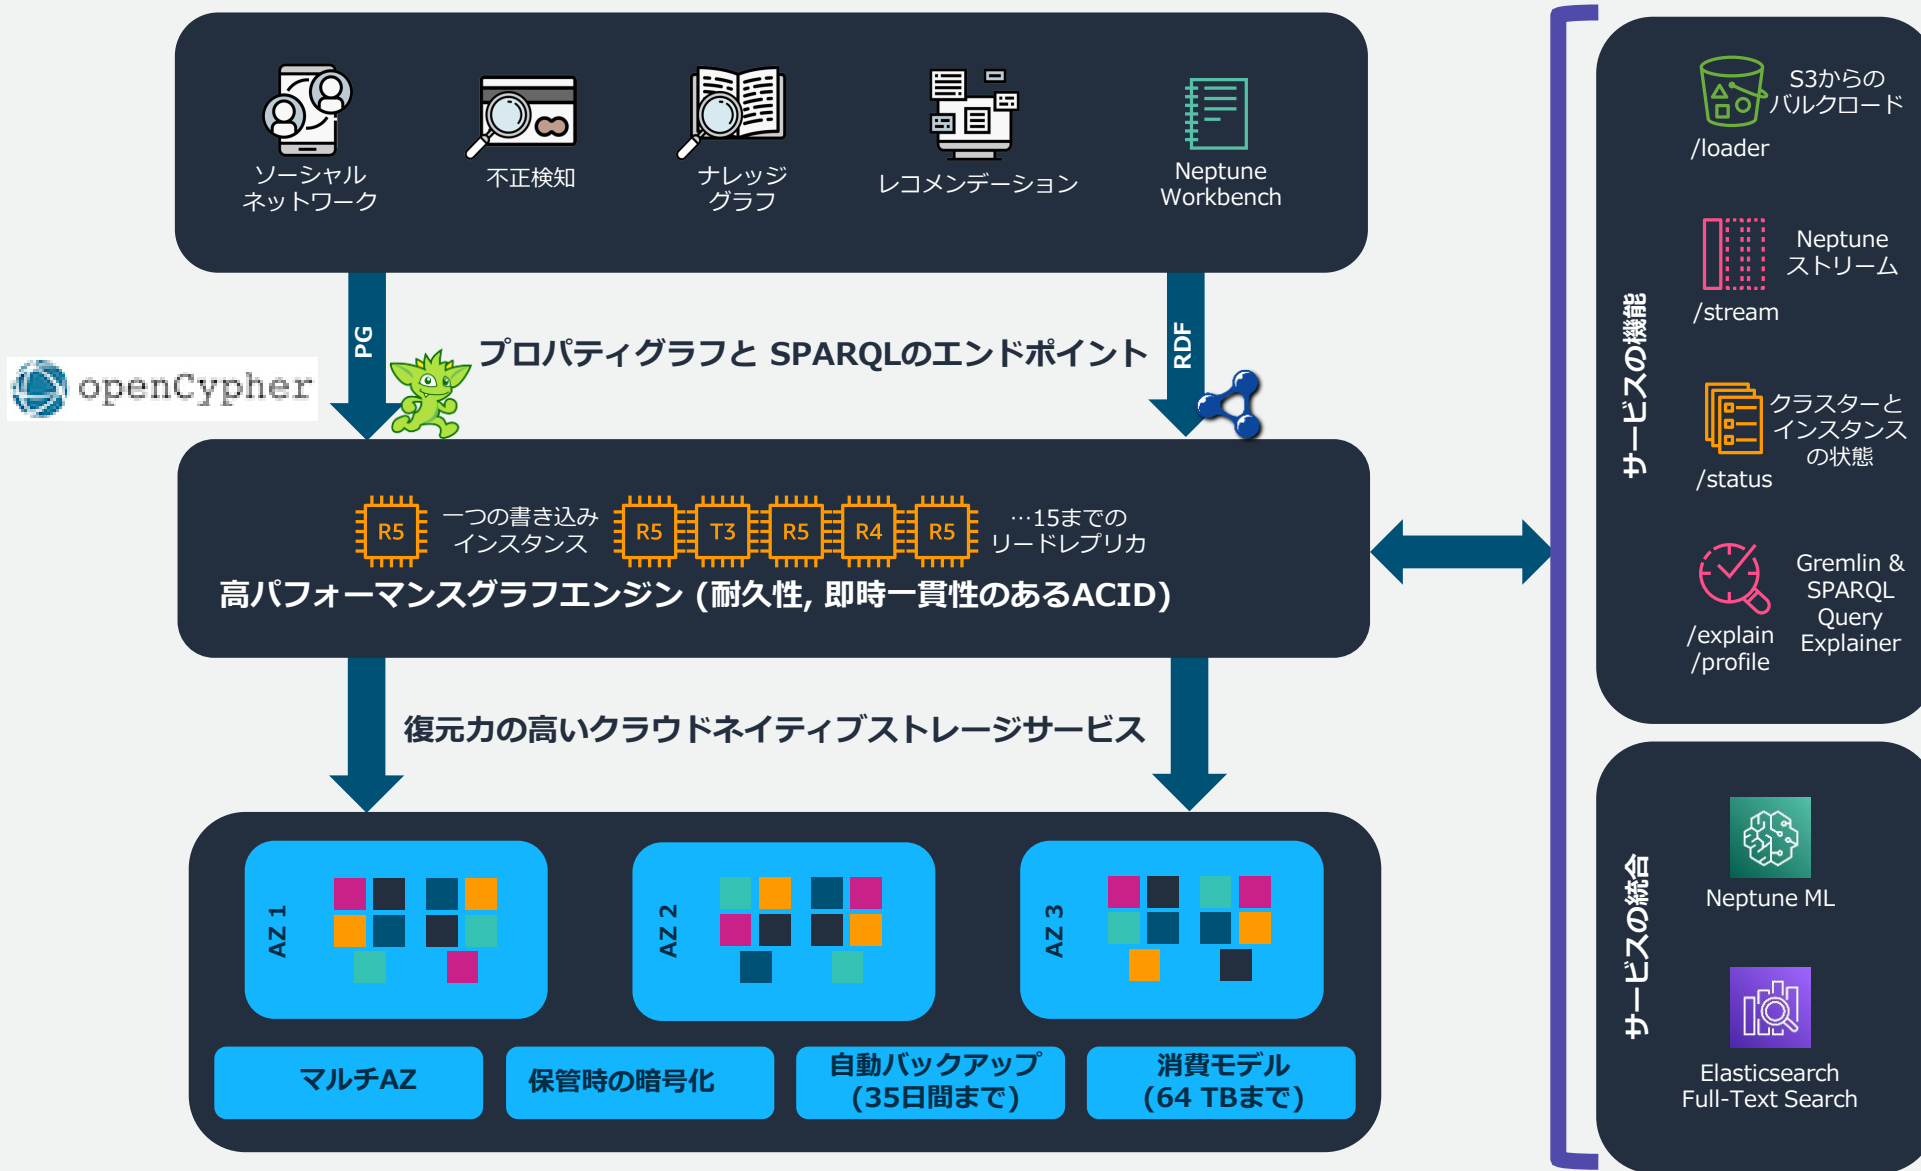 ソーシャル
ネットワーク
不正検知
ナレッジ
グラフ
レコメンデーション
Neptune
Workbench
PG
プロパティグラフと SPARQLのエンドポイント
RDF
openCypher
R5
一つの書き込み
インスタンス
R5
T3
R5
R4
R5
…15までの
リードレプリカ
高パフォーマンスグラフエンジン (耐久性, 即時一貫性のあるACID)
復元力の高いクラウドネイティブストレージサービス
AZ 1
AZ 2
AZ 3
マルチAZ
保管時の暗号化
自動バックアップ
(35日間まで)
消費モデル
(64 TBまで)
サービスの機能
S3からの
バルクロード
/loader
Neptune
ストリーム
/stream
クラスターと
インスタンス
の状態
/status
Gremlin &
SPARQL
Query
Explainer
/explain
/profile
サービスの統合
Neptune ML
Elasticsearch
Full-Text Search